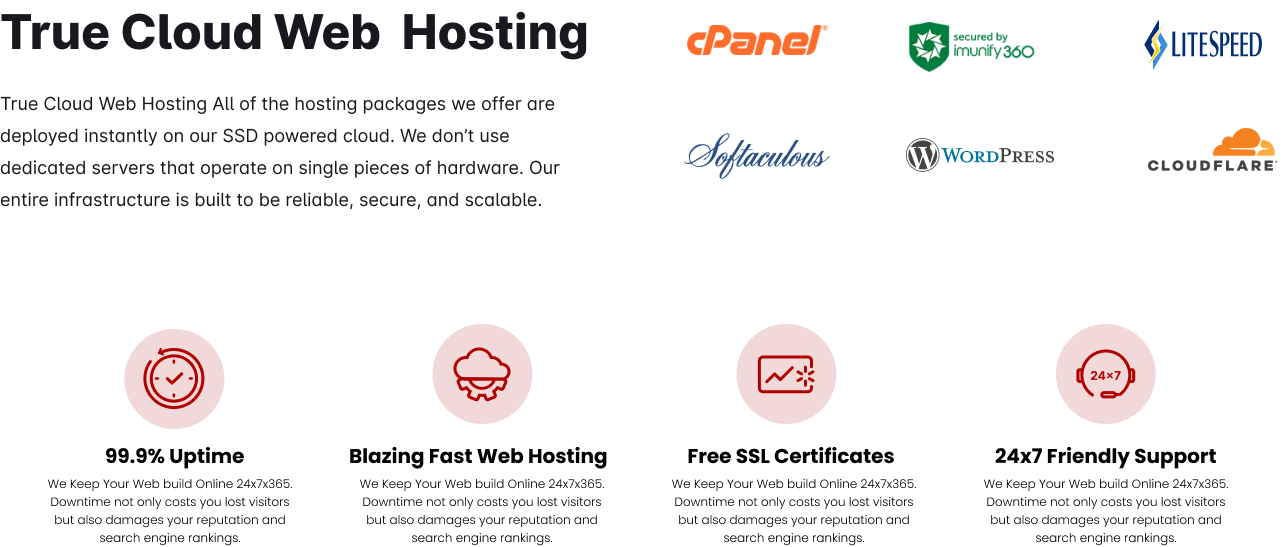 True Cloud Web Hosting
True Cloud Web Hosting All of the hosting packages we offer are
deployed instantly on our SSD powered cloud. We don’t use
dedicated servers that operate on single pieces of hardware. Our
entire infrastructure is built to be reliable, secure, and scalable.
cPanel®
secured by
imunify360
LITESPEED
Softaculous
WORDPRESS
CLOUDFLARE
24×7
99.9% Uptime
We Keep Your Web build Online 24x7x365.
Downtime not only costs you lost visitors
but also damages your reputation and
search engine rankings.
Blazing Fast Web Hosting
We Keep Your Web build Online 24x7x365.
Downtime not only costs you lost visitors
but also damages your reputation and
search engine rankings.
Free SSL Certificates
We Keep Your Web build Online 24x7x365.
Downtime not only costs you lost visitors
but also damages your reputation and
search engine rankings.
24x7 Friendly Support
We Keep Your Web build Online 24x7x365.
Downtime not only costs you lost visitors
but also damages your reputation and
search engine rankings.